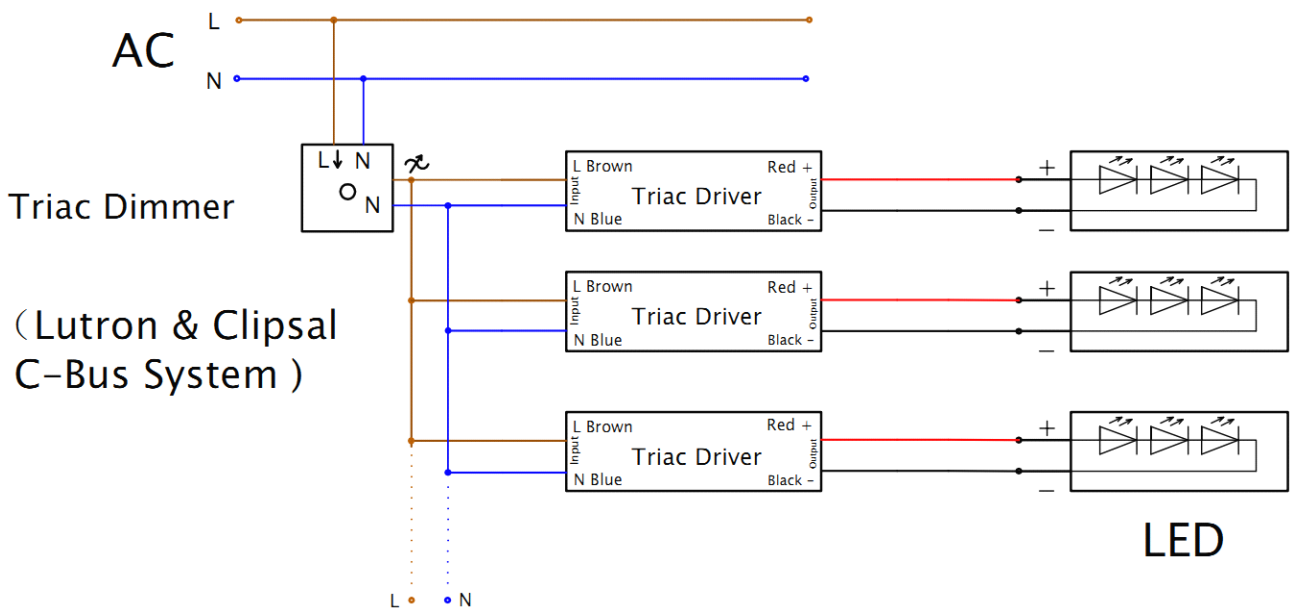 L
AC
N
L N
N
Triac Dimmer
（Lutron & Clipsal
C-Bus System )
L Brown
Red +
Input
Triac Driver
Output
N Blue
Black -
+
−
L Brown
Red +
Input
Triac Driver
Output
N Blue
Black -
+
−
L Brown
Red +
Input
Triac Driver
Output
N Blue
Black -
+
−
LED
L N